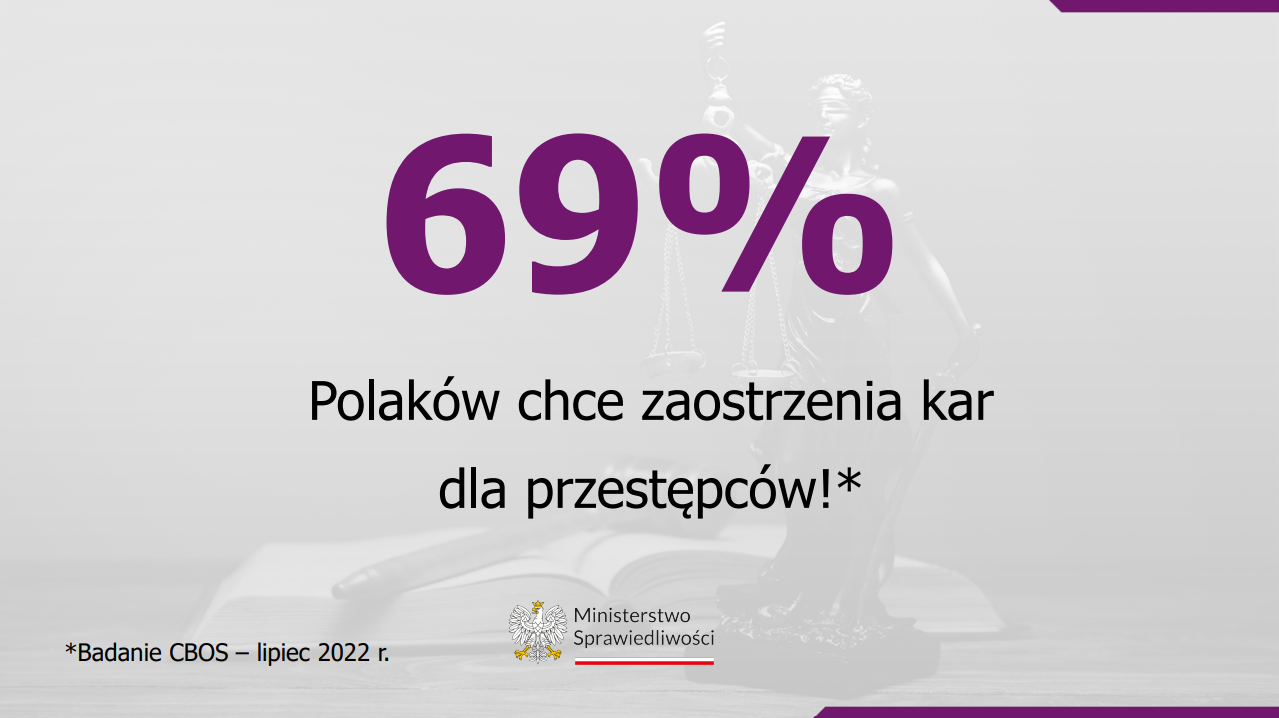 69%
Polaków chce zaostrzenia kar
dla przestępców!*
Ministerstwo
Sprawiedliwości
*Badanie CBOS – lipiec 2022 r.